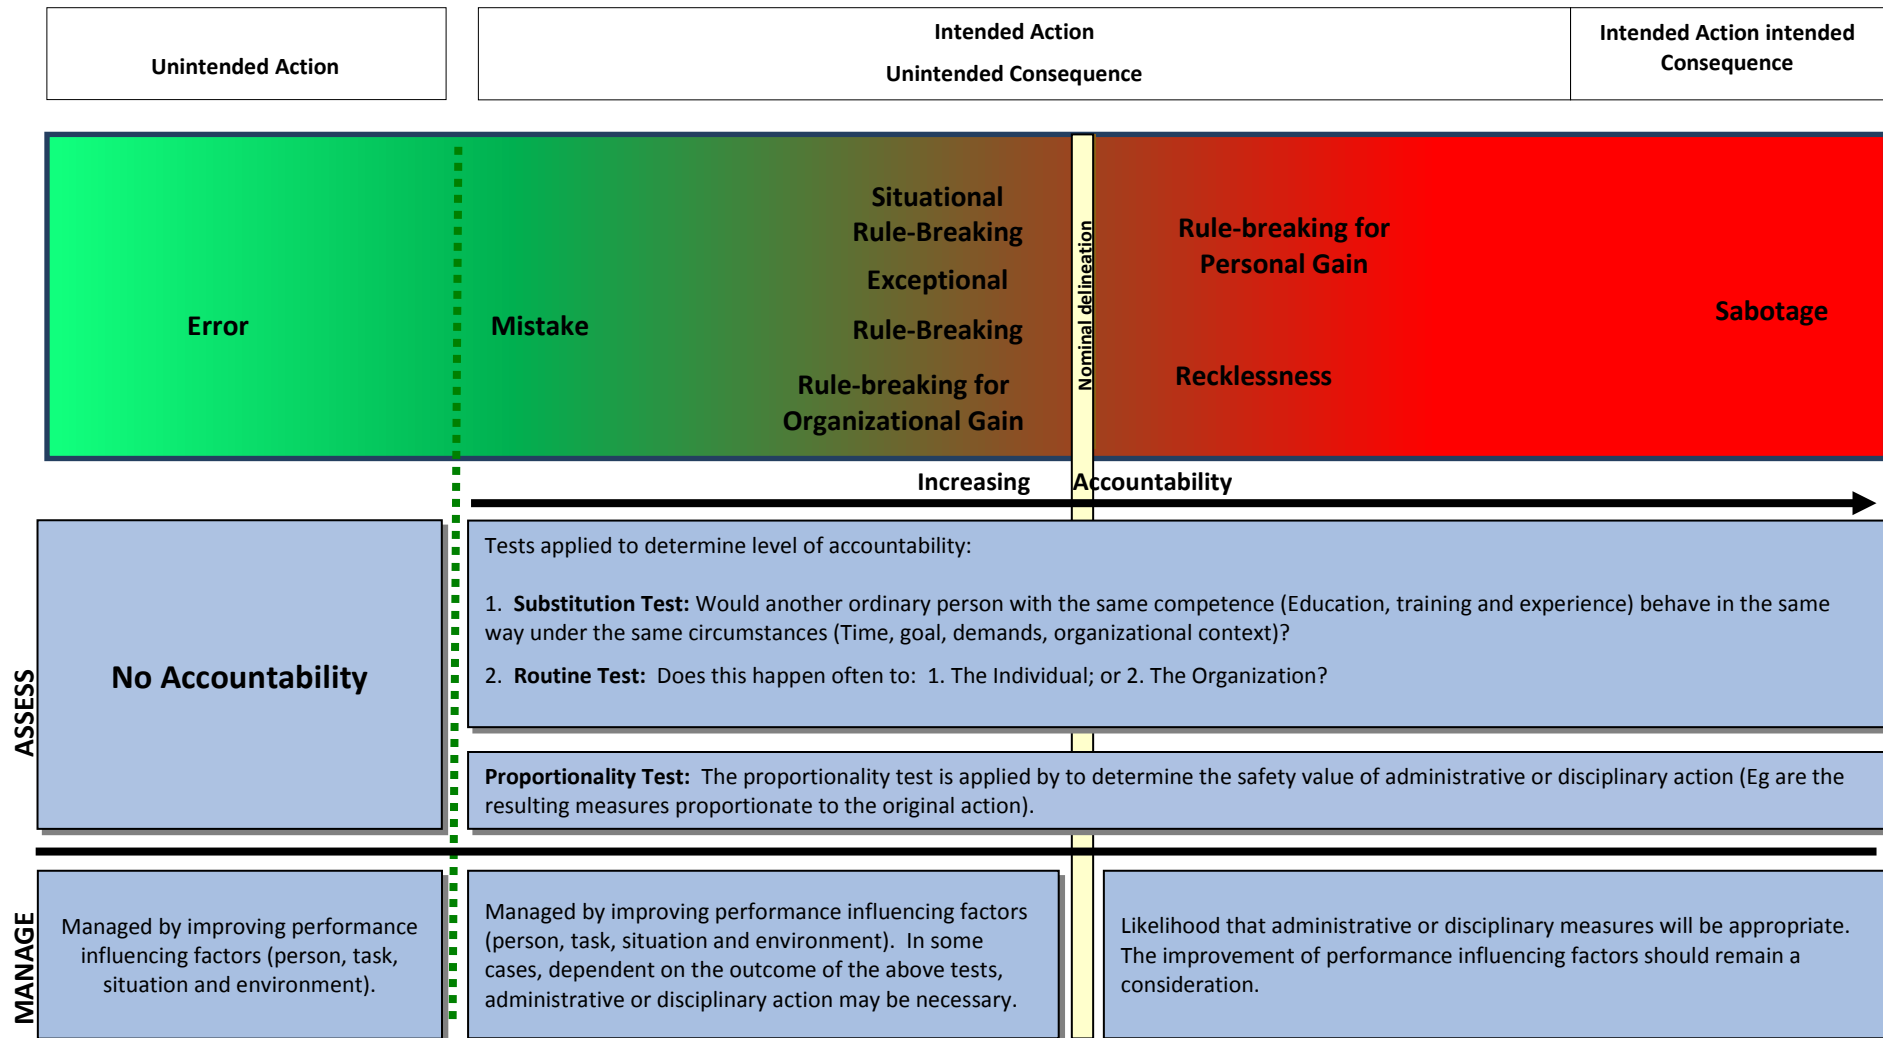 Unintended Action
Intended Action
Unintended Consequence
Intended Action intended
Consequence
Error
Mistake
Situational
Rule-Breaking
Exceptional
Rule-Breaking
Rule-breaking for
Organizational Gain
Nominal delineation
Rule-breaking for
Personal Gain
Recklessness
Sabotage
Increasing Accountability
ASSESS
No Accountability
Tests applied to determine level of accountability:
1. Substitution Test: Would another ordinary person with the same competence (Education, training and experience) behave in the same
way under the same circumstances (Time, goal, demands, organizational context)?
2. Routine Test: Does this happen often to: 1. The Individual; or 2. The Organization?
Proportionality Test: The proportionality test is applied by to determine the safety value of administrative or disciplinary action (Eg are the
resulting measures proportionate to the original action).
MANAGE
Managed by improving performance
influencing factors (person, task,
situation and environment).
Managed by improving performance influencing factors
(person, task, situation and environment). In some
cases, dependent on the outcome of the above tests,
administrative or disciplinary action may be necessary.
Likelihood that administrative or disciplinary measures will be appropriate.
The improvement of performance influencing factors should remain a
consideration.